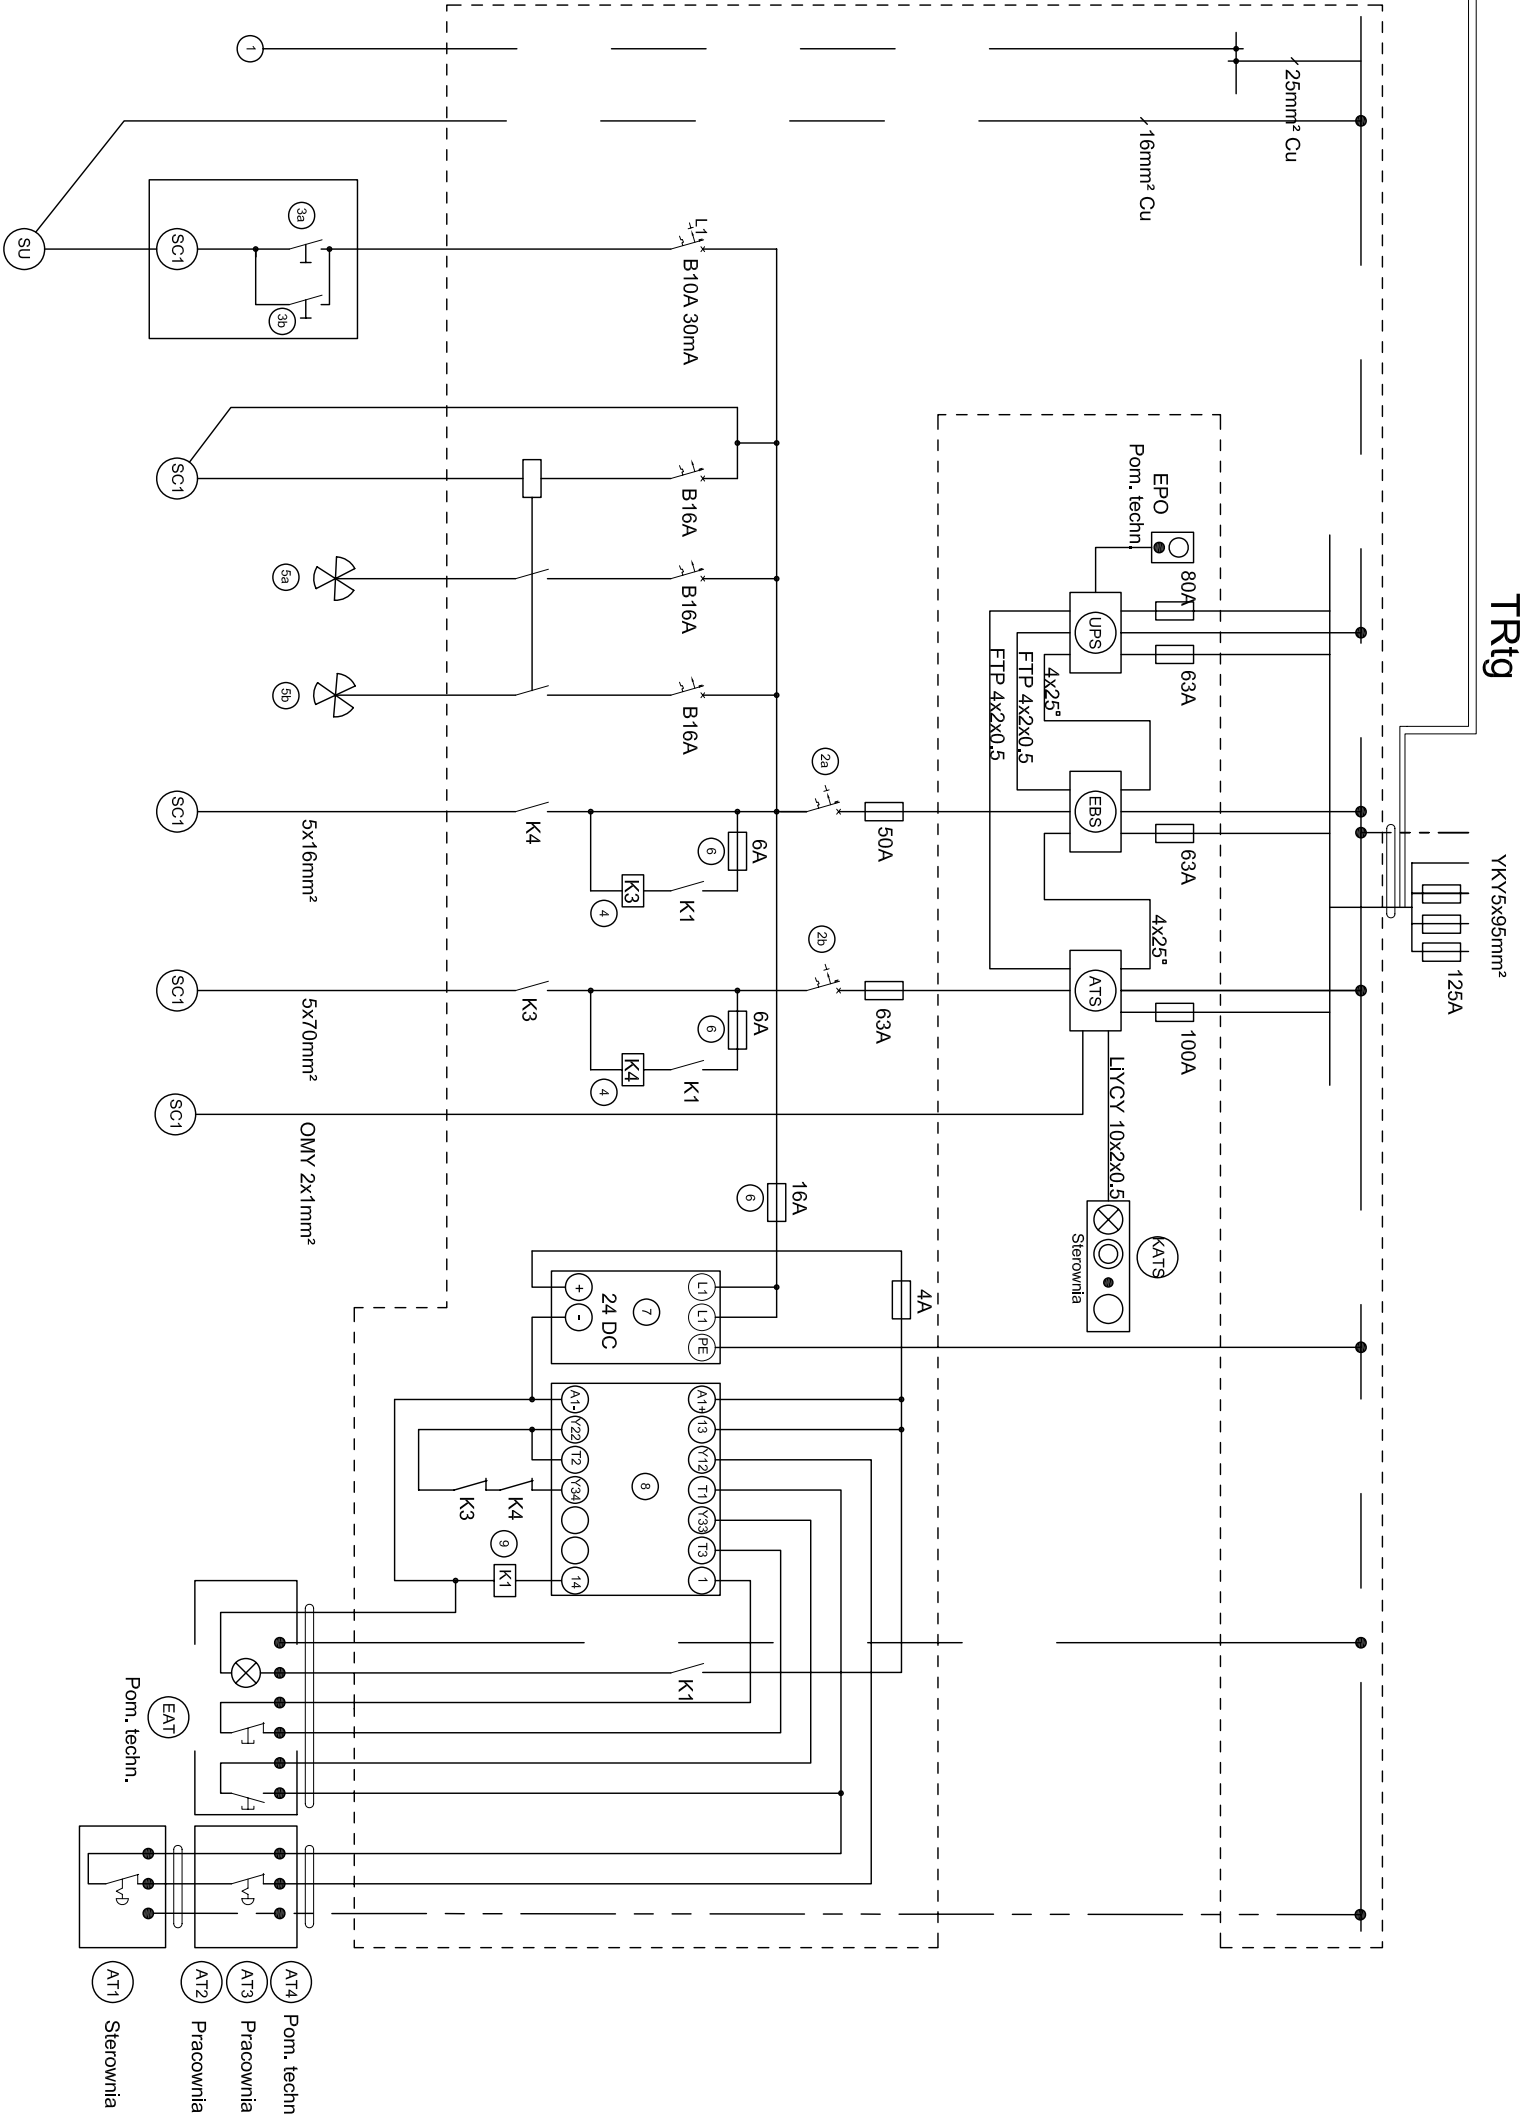 TRtg
YKY5x95mm²
125A
25mm² Cu
16mm² Cu
1
EPO
Pom. techn.
80A
UPS
63A
4x25°
FTP 4x2x0.5
FTP 4x2x0.5
EBS
63A
4x25°
ATS
100A
LiYCY 10x2x0.5
KATS
Sterownia
L1
B10A 30mA
B16A
B16A
B16A
2a
50A
2b
63A
6A
6
K1
K3
4
K4
6A
6
K1
K4
4
K3
16A
6
4A
SU
SC1
3a
3b
SC1
5a
5b
SC1
5x16mm²
SC1
5x70mm²
SC1
OMY 2x1mm²
L1
L1
PE
7
24 DC
+
-
A1+
13
Y12
T1
Y33
T3
1
8
A1-
Y22
T2
Y34
14
K4
K3
9
K1
K1
EAT
Pom. techn.
AT4 Pom. techn
AT3 Pracownia
AT2 Pracownia
AT1 Sterownia